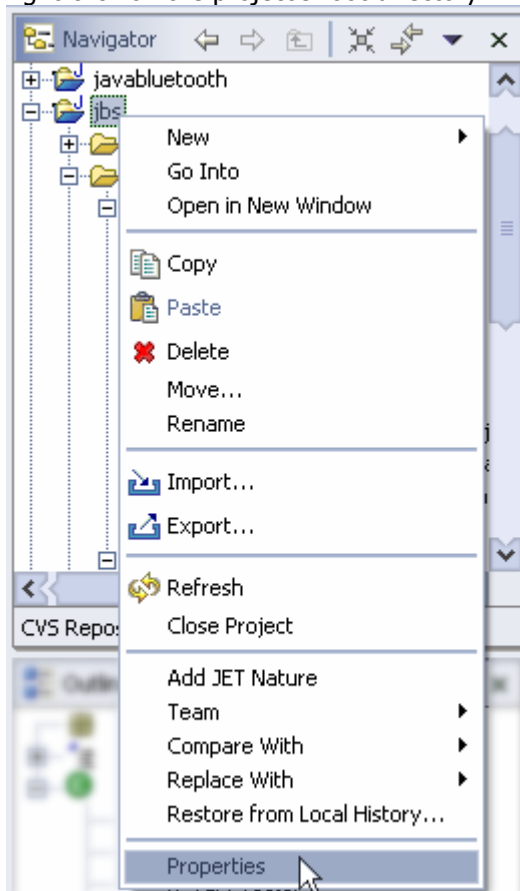 Navigator
javabluetooth
jbs
New
Go Into
Open in New Window
Copy
Paste
Delete
Move...
Rename
Import...
Export...
Refresh
Close Project
CVS Repo
Add JET Nature
Team
Compare With
Replace With
Restore from Local History...
Properties